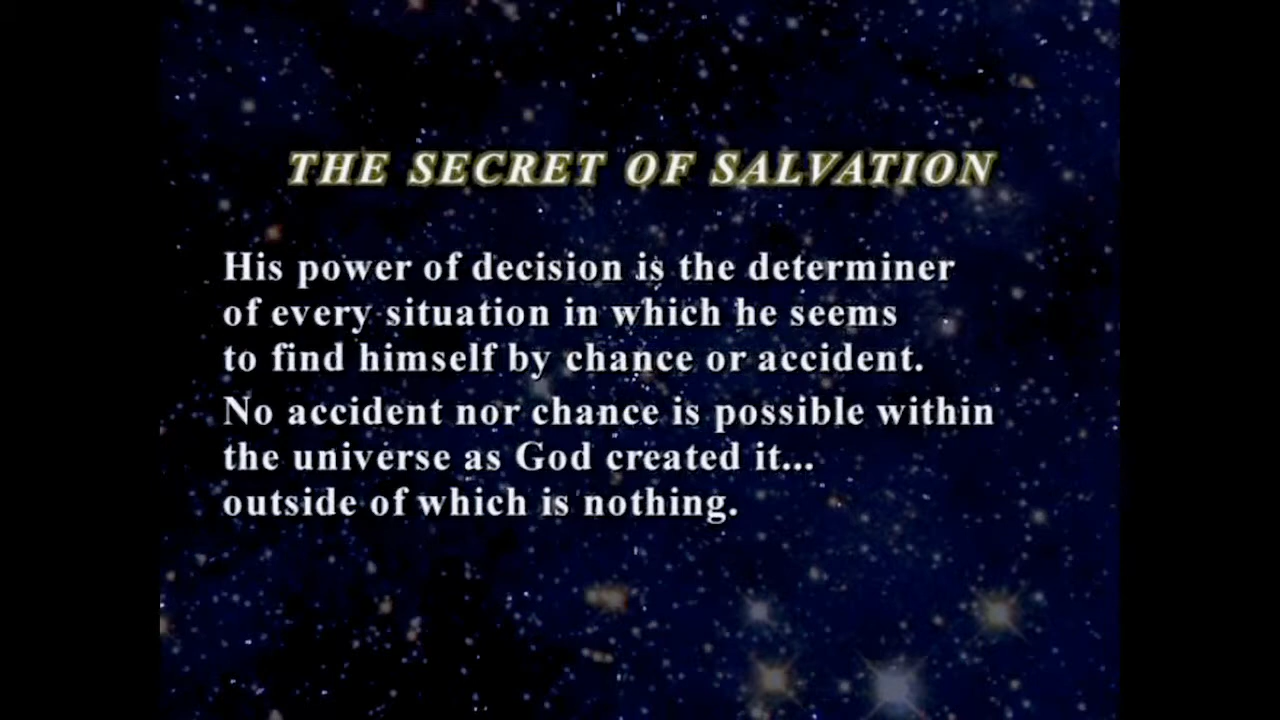 THE SECRET OF SALVATION
His power of decision is the determiner
of every situation in which he seems
to find himself by chance or accident.
No accident nor chance is possible within
the universe as God created it...
outside of which is nothing.